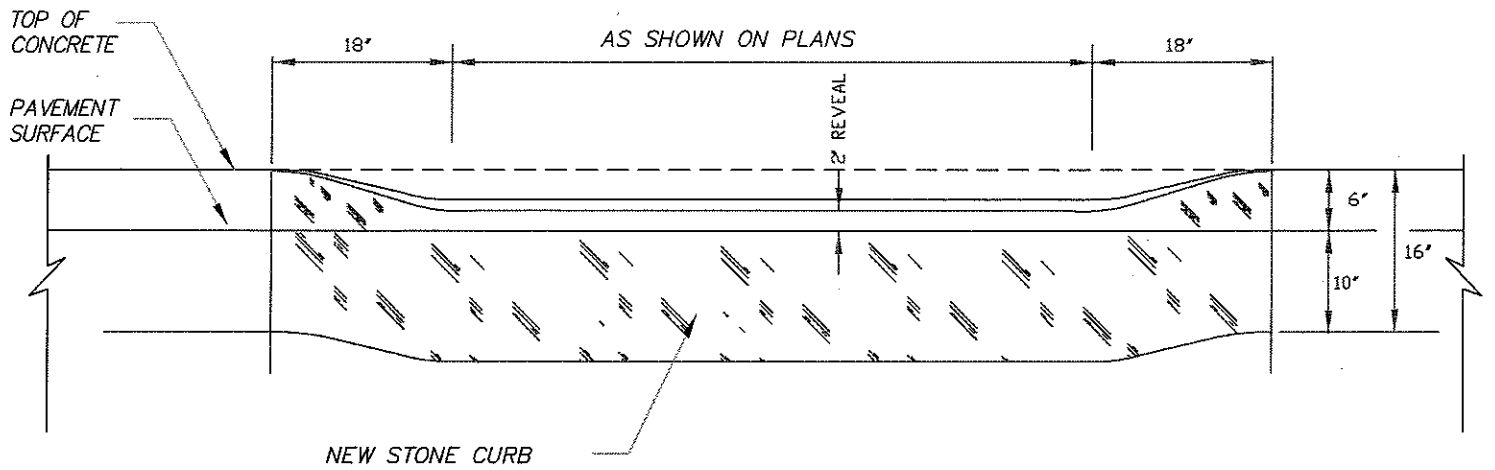 TOP OF
CONCRETE
18"
AS SHOWN ON PLANS
18"
PAVEMENT
SURFACE
2" REVEAL
6"
16"
10"
NEW STONE CURB